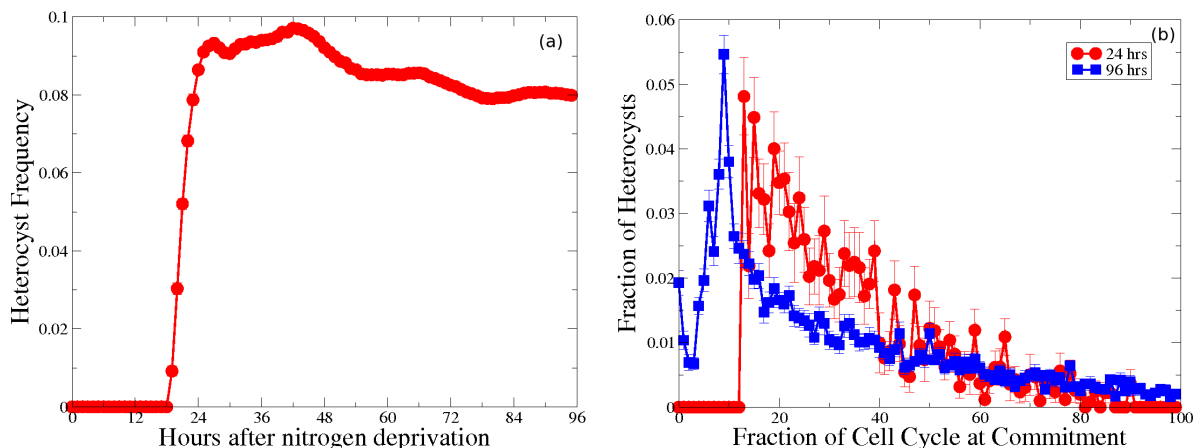 (a)
Heterocyst Frequency
0.1
0.08
0.06
0.04
0.02
0
0 12 24 36 48 60 72 84 96
Hours after nitrogen deprivation
(b)
24 hrs
96 hrs
Fraction of Heterocysts
0.06
0.05
0.04
0.03
0.02
0.01
0
0 20 40 60 80 100
Fraction of Cell Cycle at Commitment